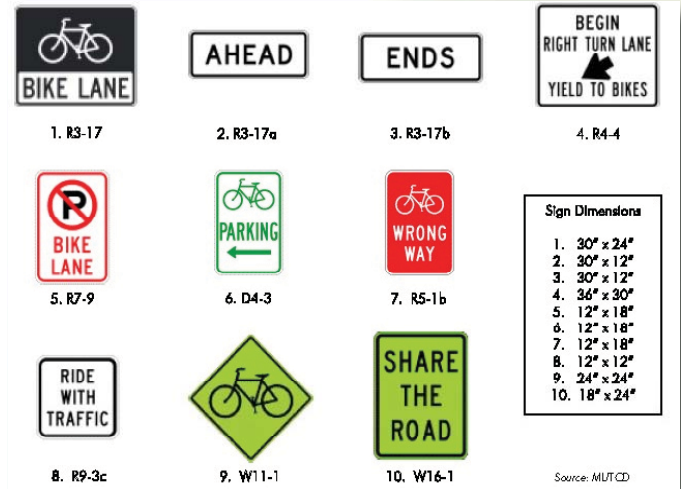 BIKE LANE
AHEAD
ENDS
BEGIN
RIGHT TURN LANE
YIELD TO BIKES
1. R3-17
2. R3-17a
3. R3-17b
4. R4-4
P
BIKE
LANE
PARKING
WRONG
WAY
5. R7-9
6. D4-3
7. R5-1b
RIDE
WITH
TRAFFIC
SHARE
THE
ROAD
8. R9-3c
9. W11-1
10. W16-1
Sign Dimensions
1. 30" x 24"
2. 30" x 12"
3. 30" x 12"
4. 36" x 30"
5. 12" x 18"
6. 12" x 18"
7. 12" x 18"
8. 12" x 12"
9. 24" x 24"
10. 18" x 24"
Source: MUTCD